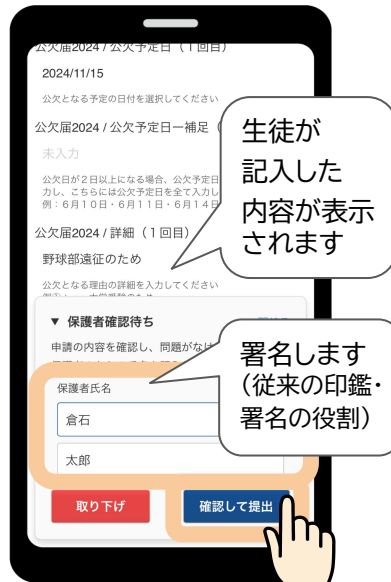 公欠届2024 / 公欠予定日（1回目）
2024/11/15
公欠となる予定の日付を選択してください
公欠届2024 / 公欠予定日ー補足（
未入力
公欠日が２日以上になる場合、公欠予定日
力し、こちらには公欠予定日を全て入力し
例：６月１０日・６月１１日・６月１４日
公欠届2024 / 詳細（1回目）
野球部遠征のため
公欠となる理由の詳細を入力してください
生徒が
記入した
内容が表示
されます
▼ 保護者確認待ち
申請の内容を確認し、問題がなけ
保護者氏名
倉石
太郎
署名します
（従来の印鑑・
署名の役割）
取り下げ
確認して提出